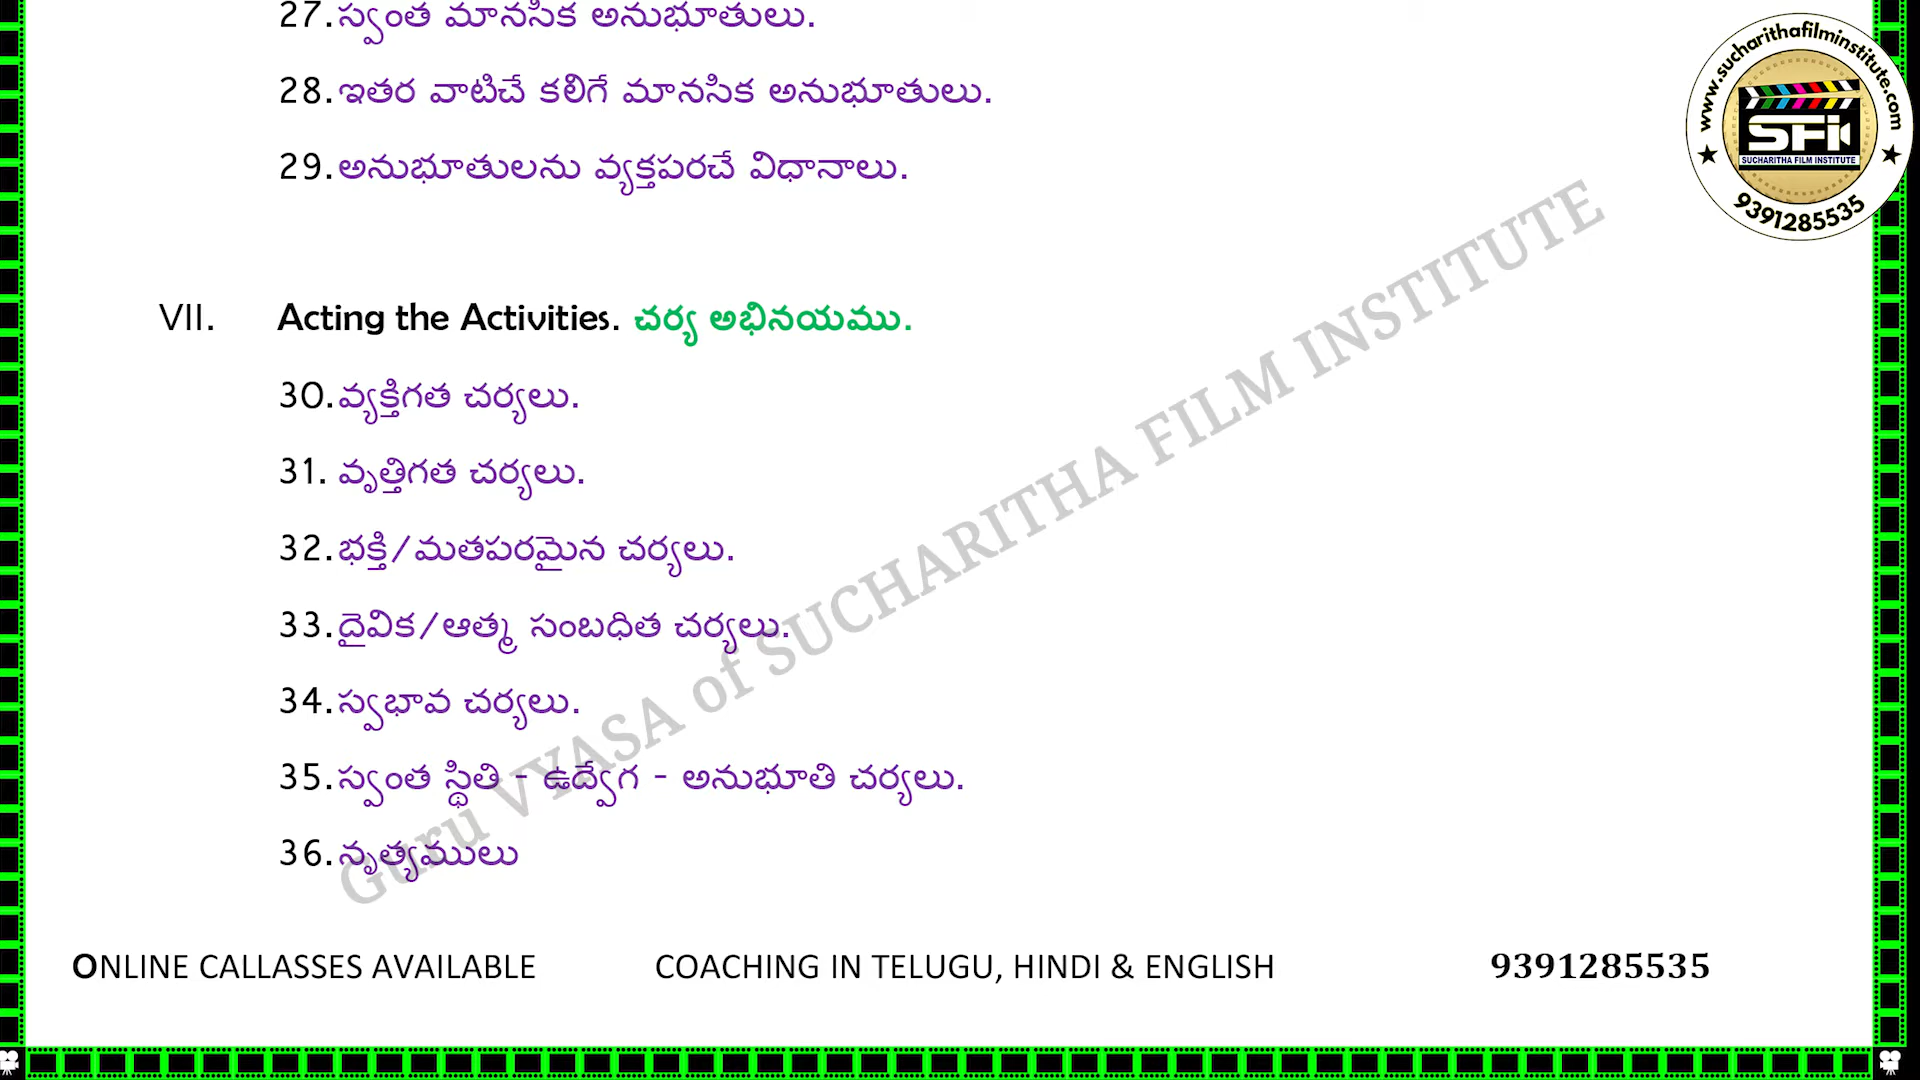 27.స్వంత మానసిక అనుభూతులు.
28.ఇతర వాటిచే కలిగే మానసిక అనుభూతులు.
29.అనుభూతులను వ్యక్తపరచే విధానాలు.
www.sucharithafilminstitute.com
SFi
SUCHARITHA FILM INSTITUTE
9391285535
VII. Acting the Activities. చర్య అభినయము.
30.వ్యక్తిగత చర్యలు.
31. వృత్తిగత చర్యలు.
32.భక్తి/మతపరమైన చర్యలు.
33.దైవిక/ఆత్మ సంబధిత చర్యలు.
34.స్వభావ చర్యలు.
35.స్వంత స్థితి - ఉద్వేగ - అనుభూతి చర్యలు.
36.నృత్యములు
Guru VYASA of SUCHARITHA FILM INSTITUTE
ONLINE CALLASSES AVAILABLE COACHING IN TELUGU, HINDI & ENGLISH 9391285535